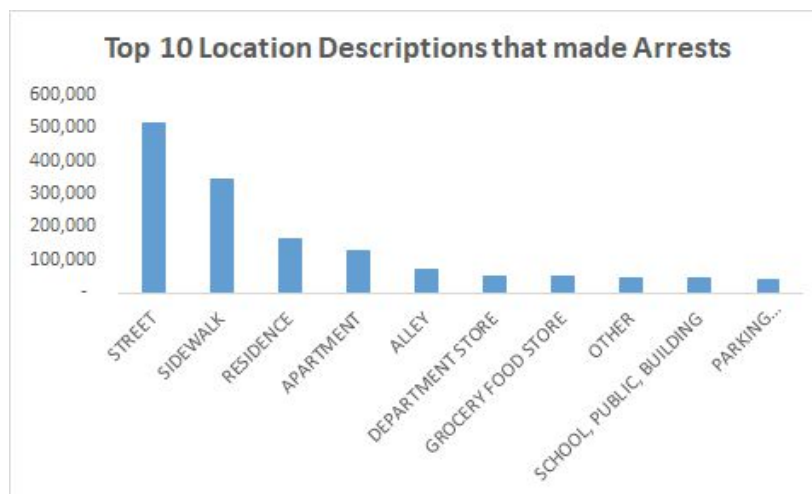 Top 10 Location Descriptions that made Arrests
600,000
500,000
400,000
300,000
200,000
100,000
-
STREET
SIDEWALK
RESIDENCE
APARTMENT
ALLEY
DEPARTMENT STORE
GROCERY FOOD STORE
OTHER
SCHOOL, PUBLIC, BUILDING
PARKING...